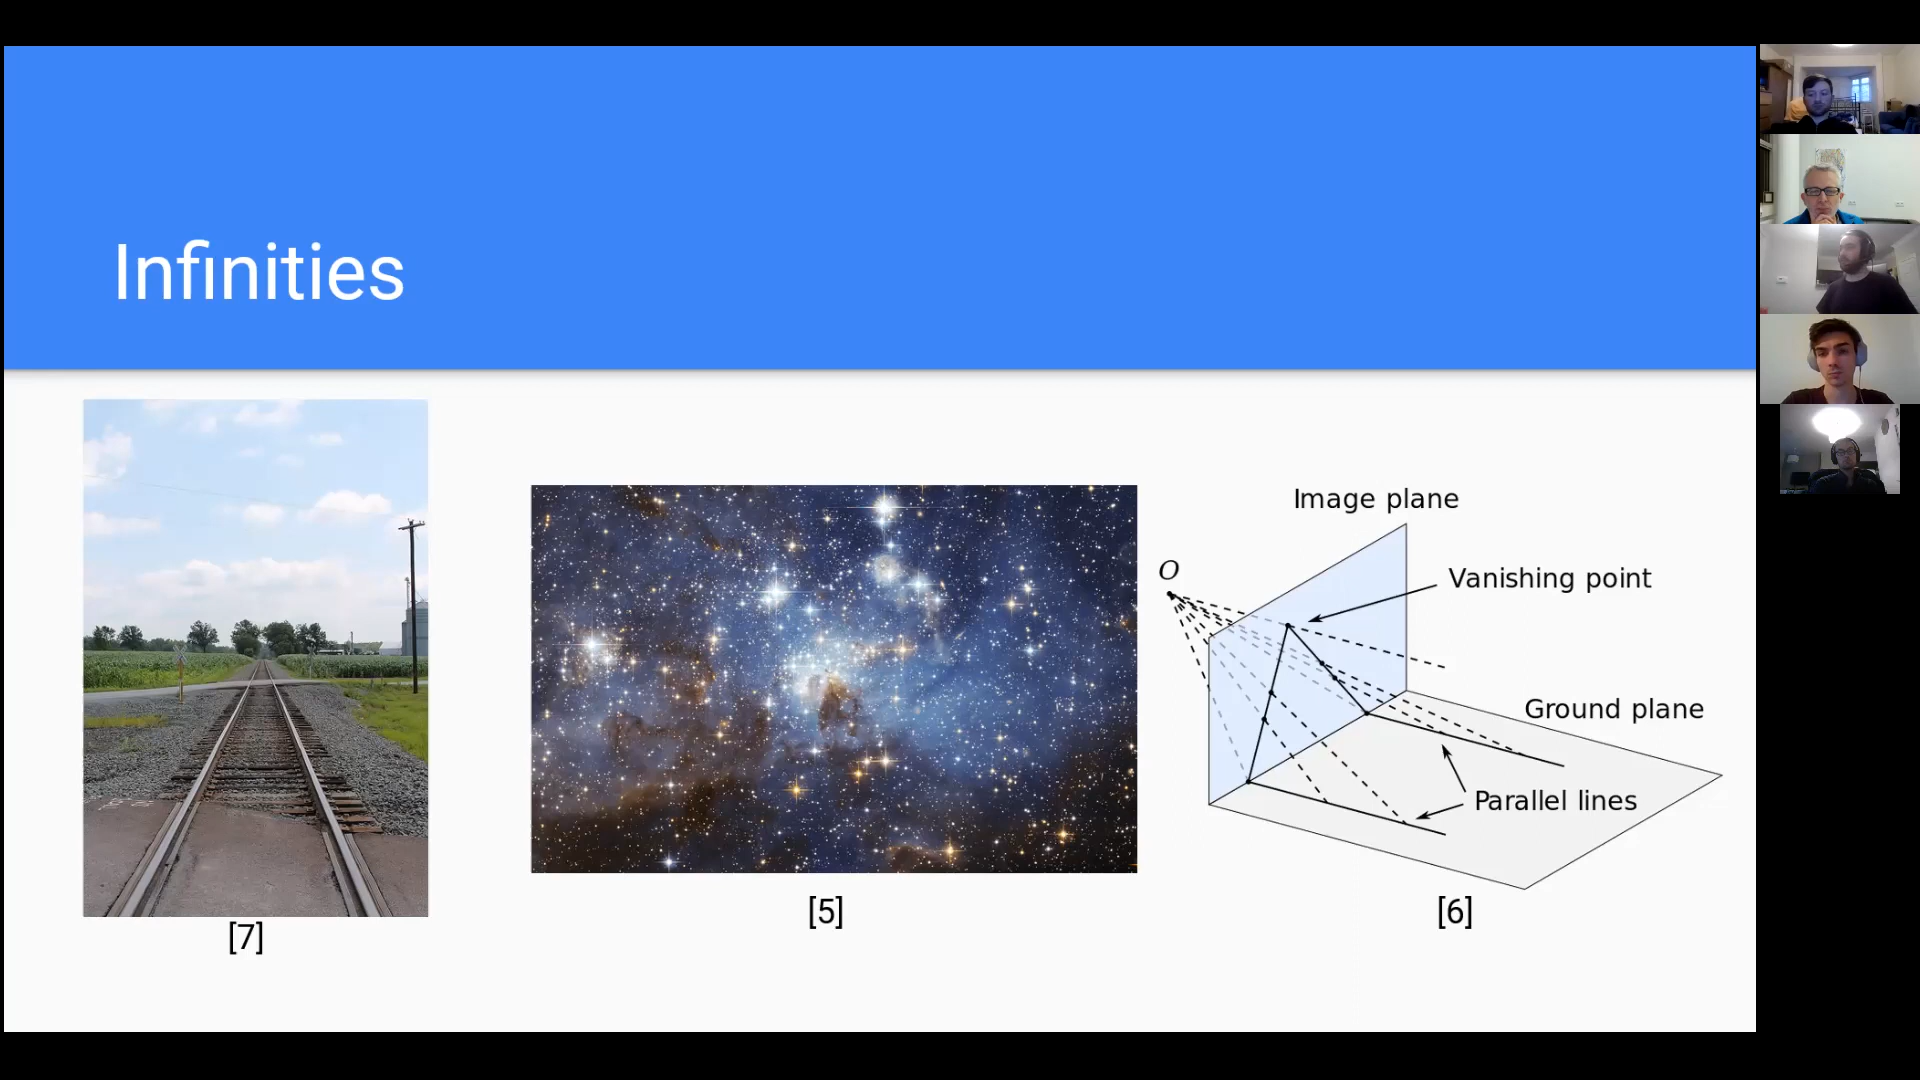 Infinities
Image plane
O
Vanishing point
Ground plane
Parallel lines
[7]
[5]
[6]